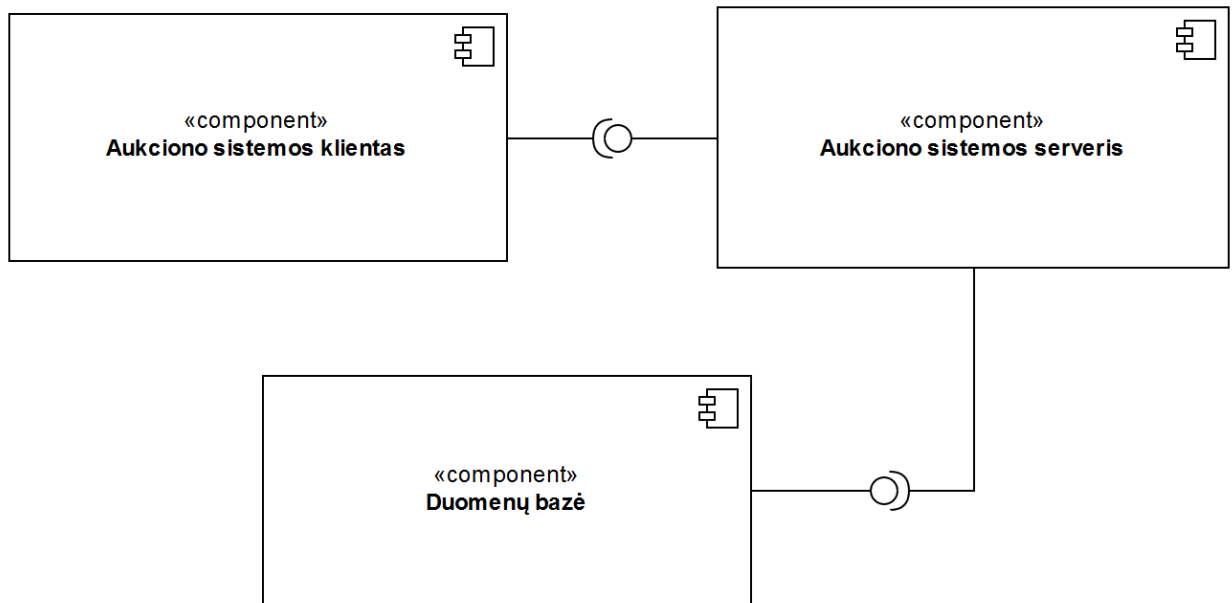 «component»
Aukciono sistemos klientas
«component»
Aukciono sistemos serveris
«component»
Duomenų bazė